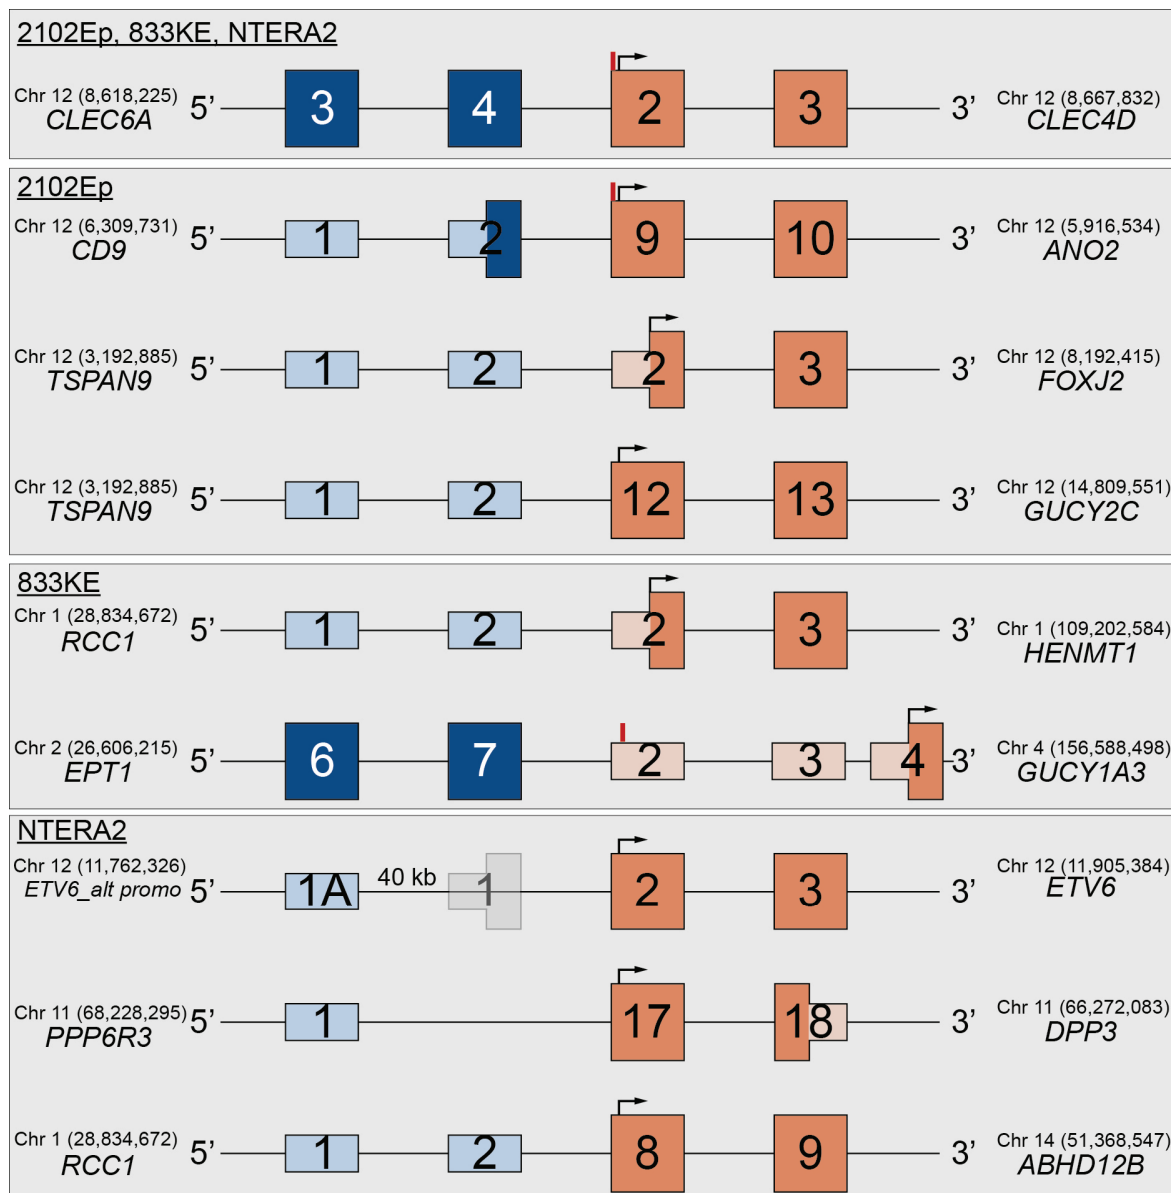 2102Ep, 833KE, NTERA2
Chr 12 (8,618,225)
CLEC6A
5’ 3 4 2 3 3’
Chr 12 (8,667,832)
CLEC4D
2102Ep
Chr 12 (6,309,731)
CD9
5’ 1 2 9 10 3’
Chr 12 (5,916,534)
ANO2
Chr 12 (3,192,885)
TSPAN9
5’ 1 2 2 3 3’
Chr 12 (8,192,415)
FOXJ2
Chr 12 (3,192,885)
TSPAN9
5’ 1 2 12 13 3’
Chr 12 (14,809,551)
GUCY2C
833KE
Chr 1 (28,834,672)
RCC1
5’ 1 2 2 3 3’
Chr 1 (109,202,584)
HENMT1
Chr 2 (26,606,215)
EPT1
5’ 6 7 2 3 4 3’
Chr 4 (156,588,498)
GUCY1A3
NTERA2
Chr 12 (11,762,326)
ETV6_alt promo
5’ 1A 40 kb 1 2 3 3’
Chr 12 (11,905,384)
ETV6
Chr 11 (68,228,295)
PPP6R3
5’ 1 17 18 3’
Chr 11 (66,272,083)
DPP3
Chr 1 (28,834,672)
RCC1
5’ 1 2 8 9 3’
Chr 14 (51,368,547)
ABHD12B